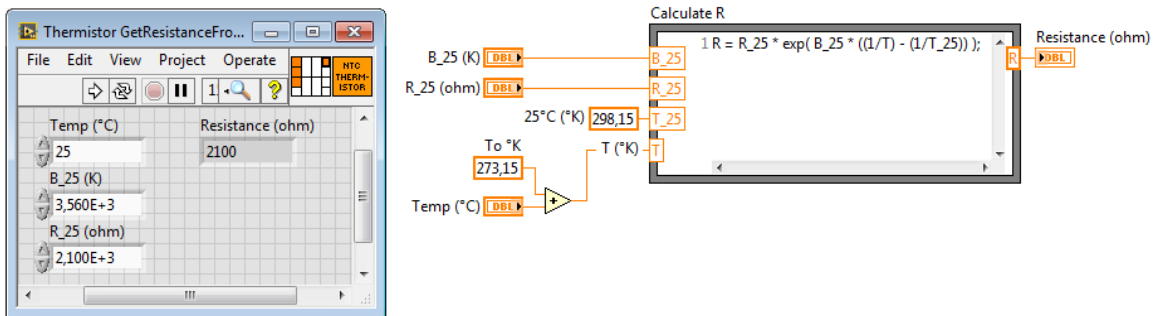 Thermistor GetResistanceFro...
File Edit View Project Operate
NTC
THERM-
ISTOR
Temp (°C)
25
Resistance (ohm)
2100
B_25 (K)
3,560E+3
R_25 (ohm)
2,100E+3
Calculate R
1 R = R_25 * exp( B_25 * ((1/T) - (1/T_25)) );
B_25 (K) DBL
B_25
R_25 (ohm) DBL
R_25
25°C (°K) 298,15
T_25
To °K
273,15
T (°K)
T
Temp (°C) DBL
+
R
Resistance (ohm)
DBL